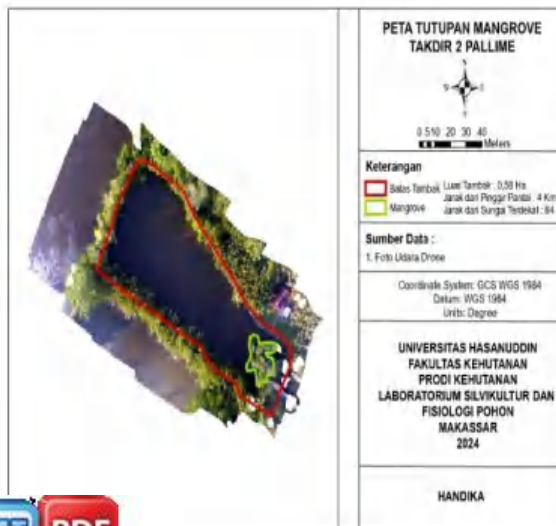 PETA TUTUPAN MANGROVE
TAKDIR 2 PALLIME
0 5 10 20 30 40
Meters
Keterangan
Batas Tambak
Mangrove
Luas Tambak : 0,58 Ha
Jarak dari Pinggir Pantai : 4 Km
Jarak dari Sungai Terdekat : 84
Sumber Data :
1. Foto Udara Drone
Coordinate System: GCS WGS 1984
Datum: WGS 1984
Units: Degree
UNIVERSITAS HASANUDDIN
FAKULTAS KEHUTANAN
PRODI KEHUTANAN
LABORATORIUM SILVIKULTUR DAN
FISIOLOGI POHON
MAKASSAR
2024
HANDIKA
PDF